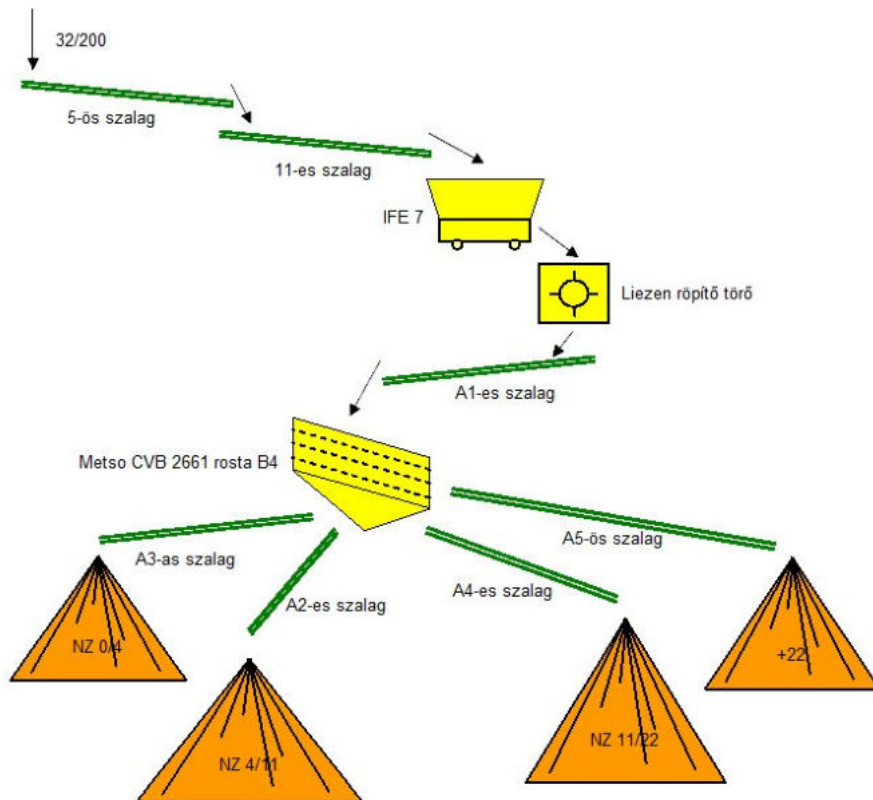 32/200
5-ös szalag
11-es szalag
IFE 7
Liezen röpítő törő
A1-es szalag
Metso CVB 2661 rosta B4
A5-ös szalag
A3-as szalag
A2-es szalag
A4-es szalag
NZ 0/4
+22
NZ 11/22
NZ 4/11